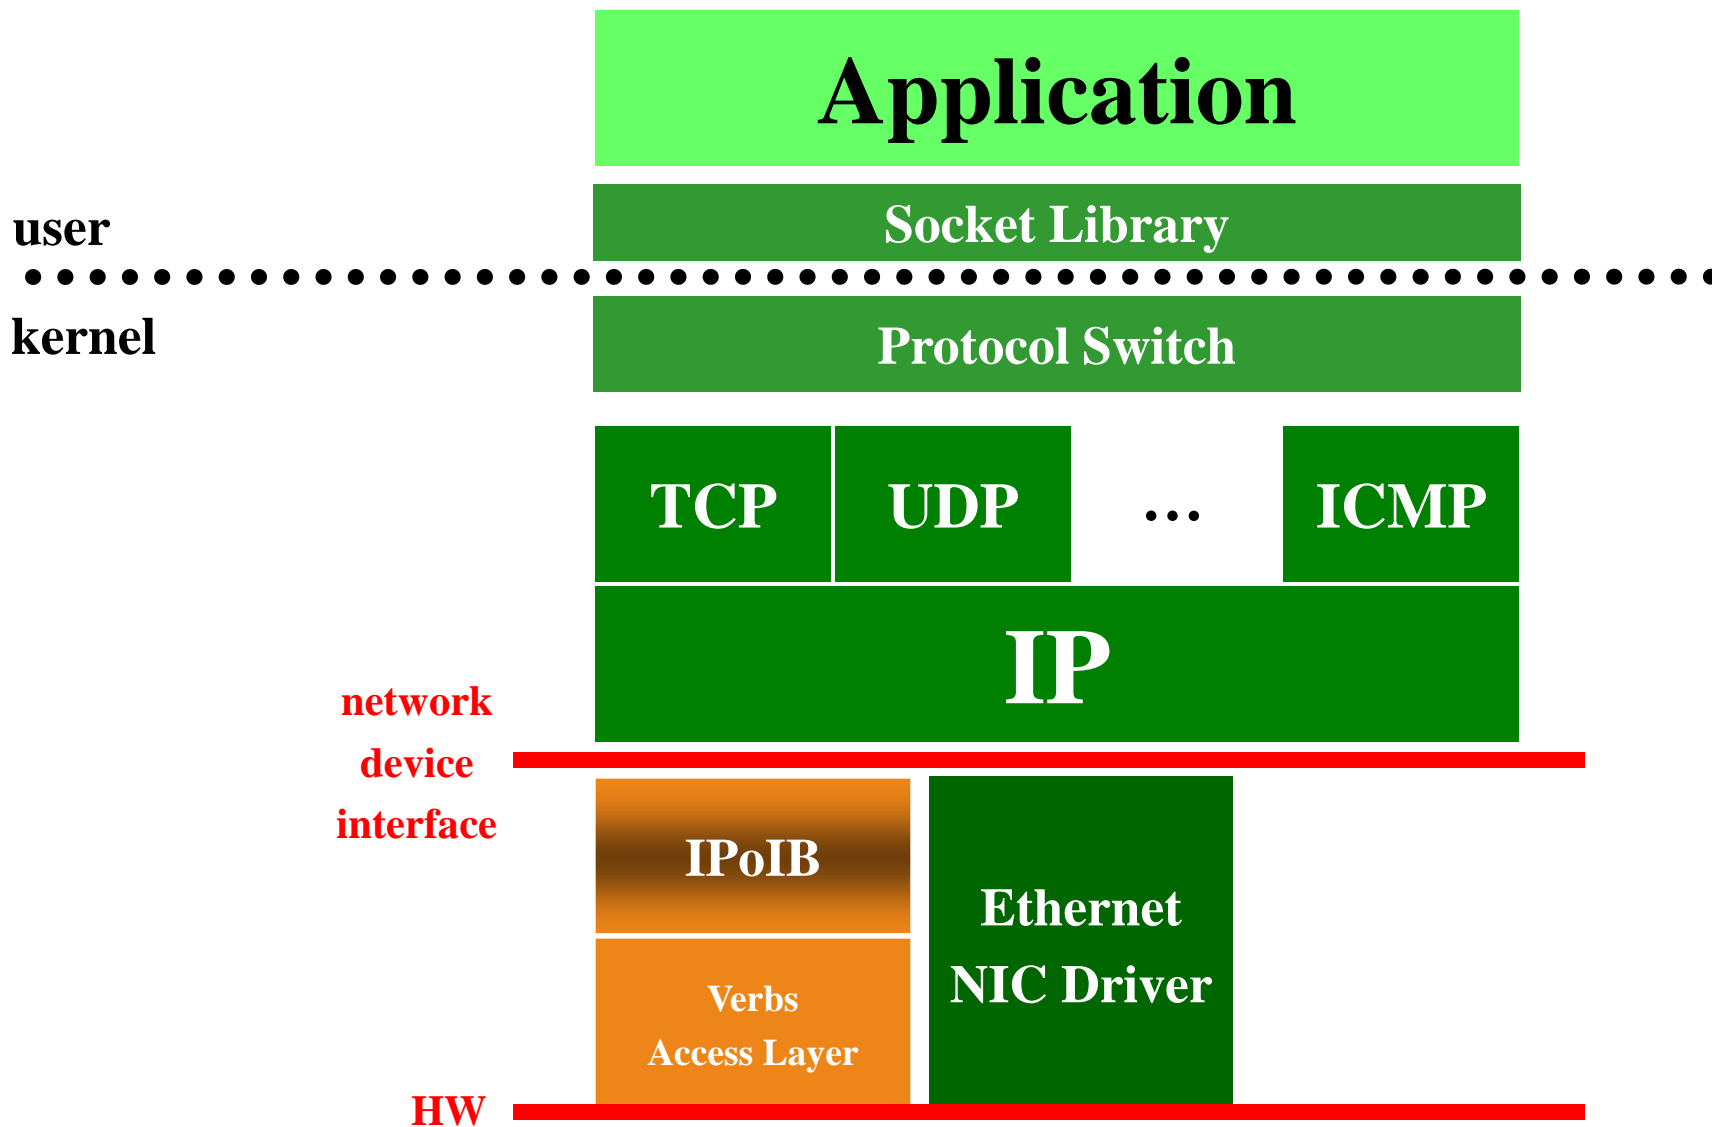 Application
Socket Library
user
kernel
Protocol Switch
TCP
UDP
...
ICMP
IP
network
device
interface
IPoIB
Ethernet
NIC Driver
Verbs
Access Layer
HW